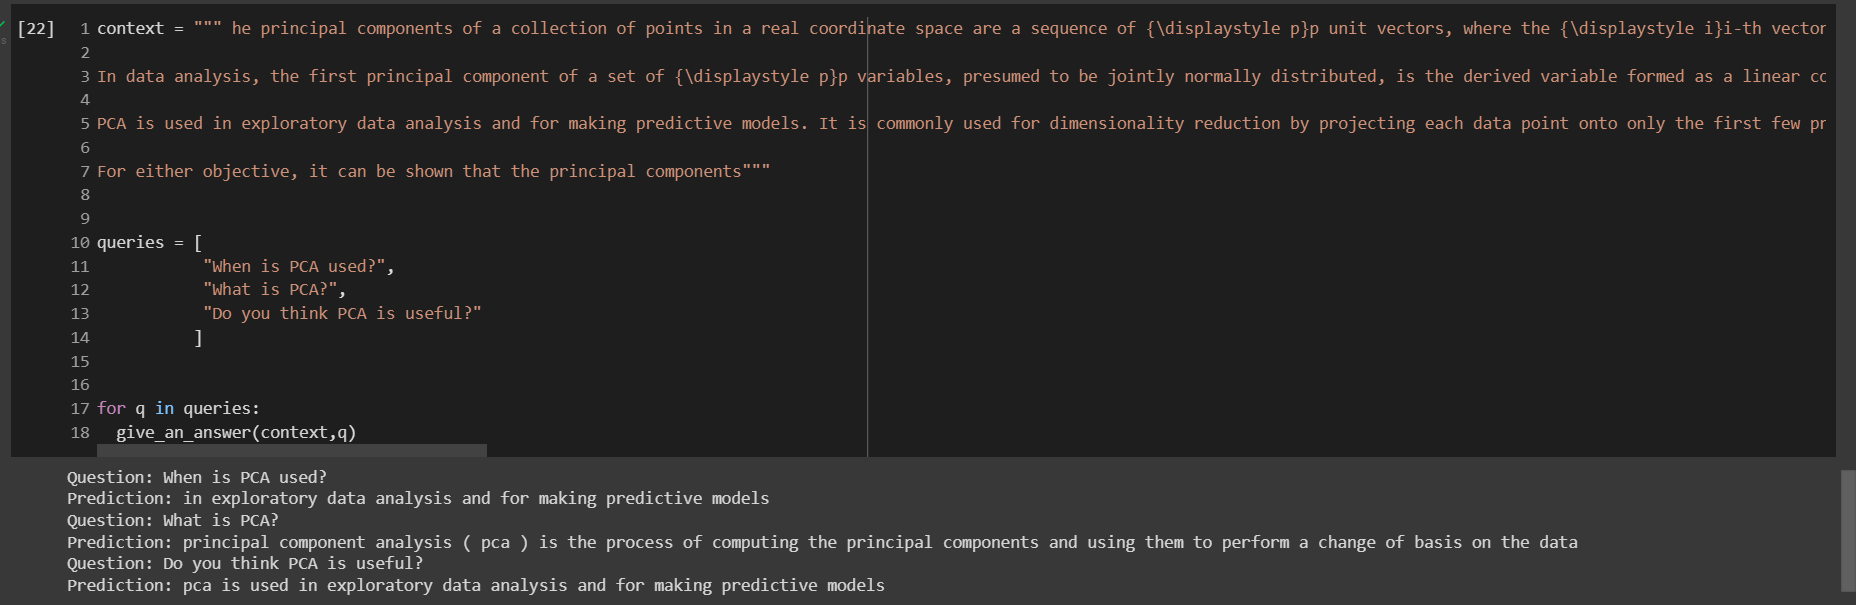 [22] 1 context = """ he principal components of a collection of points in a real coordinate space are a sequence of {\displaystyle p}p unit vectors, where the {\displaystyle i}i-th vector
2
3 In data analysis, the first principal component of a set of {\displaystyle p}p variables, presumed to be jointly normally distributed, is the derived variable formed as a linear cc
4
5 PCA is used in exploratory data analysis and for making predictive models. It is commonly used for dimensionality reduction by projecting each data point onto only the first few pr
6
7 For either objective, it can be shown that the principal components"""
8
9
10 queries = [
11 "When is PCA used?",
12 "What is PCA?",
13 "Do you think PCA is useful?"
14 ]
15
16
17 for q in queries:
18 give_an_answer(context,q)
Question: When is PCA used?
Prediction: in exploratory data analysis and for making predictive models
Question: What is PCA?
Prediction: principal component analysis ( pca ) is the process of computing the principal components and using them to perform a change of basis on the data
Question: Do you think PCA is useful?
Prediction: pca is used in exploratory data analysis and for making predictive models